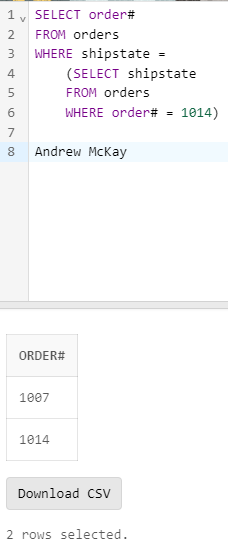 1 SELECT order#
2 FROM orders
3 WHERE shipstate =
4 (SELECT shipstate
5 FROM orders
6 WHERE order# = 1014)
7
8 Andrew McKay
ORDER#
1007
1014
Download CSV
2 rows selected.